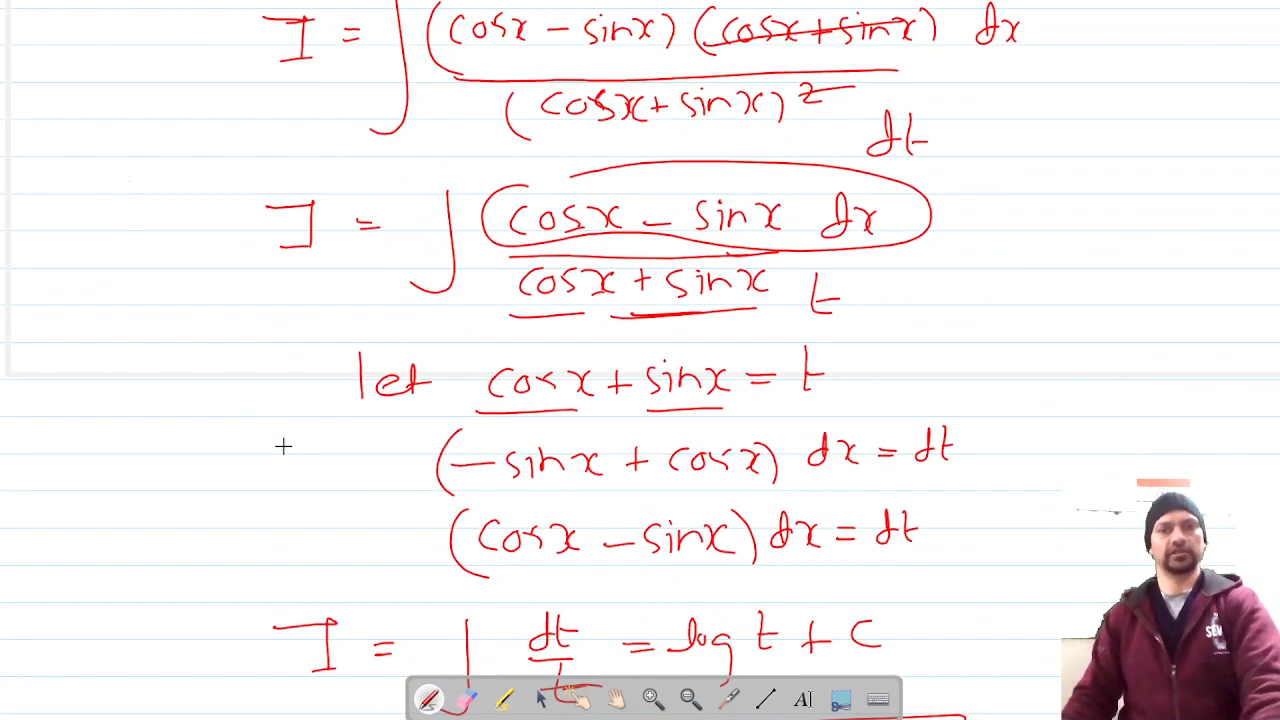 I = ∫ (cosx - sinx) (cosx + sinx) dx
(cosx + sinx)²
dt
I = ∫ cosx - sinx dx
cosx + sinx t
let cosx + sinx = t
(-sinx + cosx) dx = dt
(cosx - sinx) dx = dt
I = ∫ dt/t = log t + c
AI